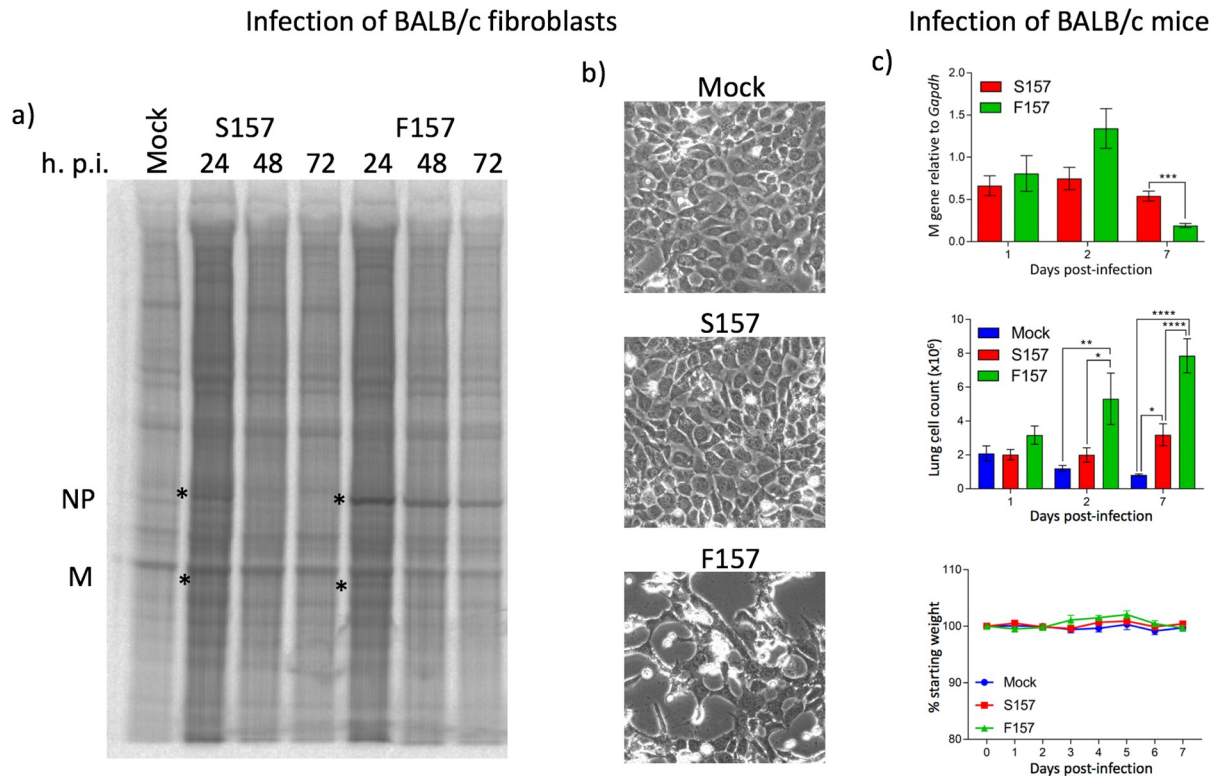 Infection of BALB/c fibroblasts
Infection of BALB/c mice
a)
Mock
S157
F157
h. p.i.
24
48
72
24
48
72
*
*
NP
*
*
M
b)
Mock
S157
F157
c)
M gene relative to Gapdh
2.0
1.5
1.0
0.5
0.0
S157
F157
***
1
2
7
Days post-infection
Lung cell count (x10⁶)
10
8
6
4
2
0
Mock
S157
F157
**
*
****
****
*
1
2
7
Days post-infection
% starting weight
110
100
90
80
Mock
S157
F157
0
1
2
3
4
5
6
7
Days post-infection